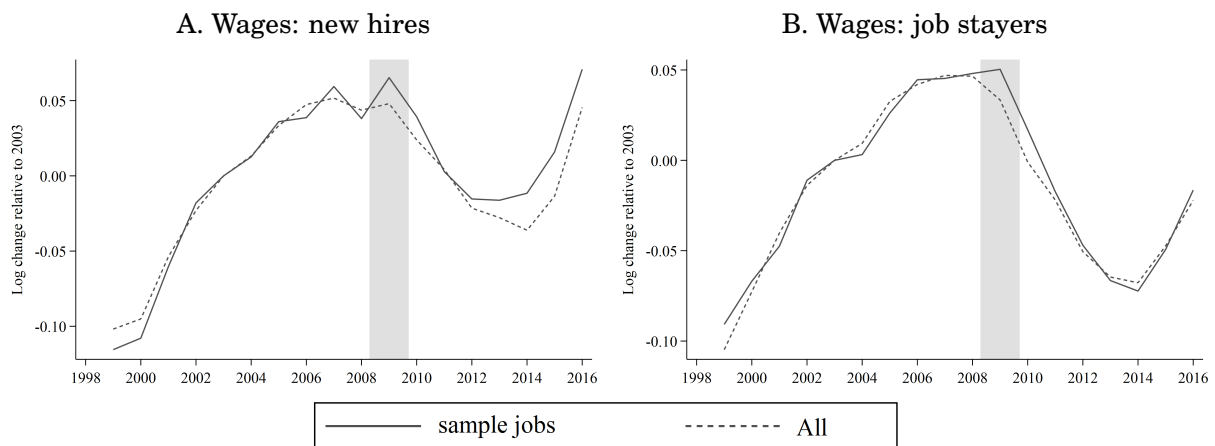 A. Wages: new hires
Log change relative to 2003
0.05
0.00
-0.05
-0.10
1998 2000 2002 2004 2006 2008 2010 2012 2014 2016
B. Wages: job stayers
Log change relative to 2003
0.05
0.00
-0.05
-0.10
1998 2000 2002 2004 2006 2008 2010 2012 2014 2016
sample jobs All